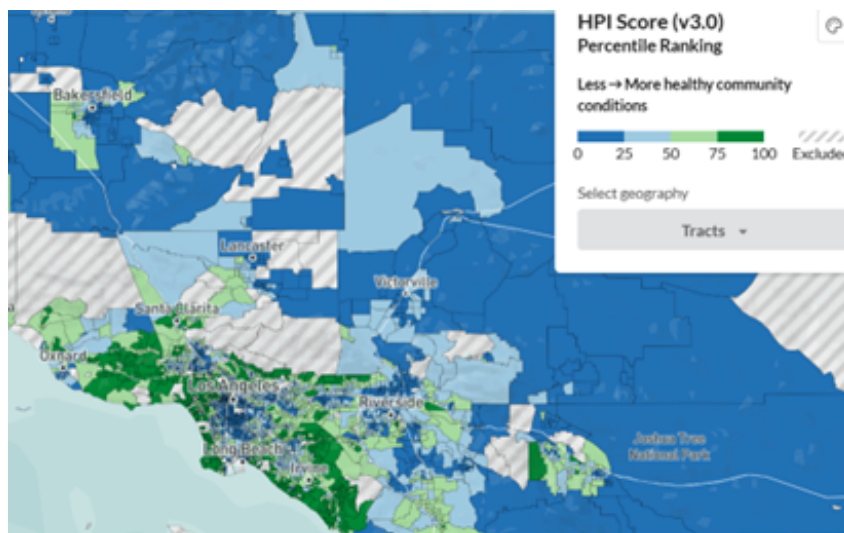 HPI Score (v3.0)
Percentile Ranking
Less → More healthy community
conditions
0 25 50 75 100 Excluded
Select geography
Tracts
Bakersfield
Lancaster
Victorville
Santa Clarita
Oxnard
Los Angeles
Riverside
Long Beach
Irvine
Joshua Tree
National Park